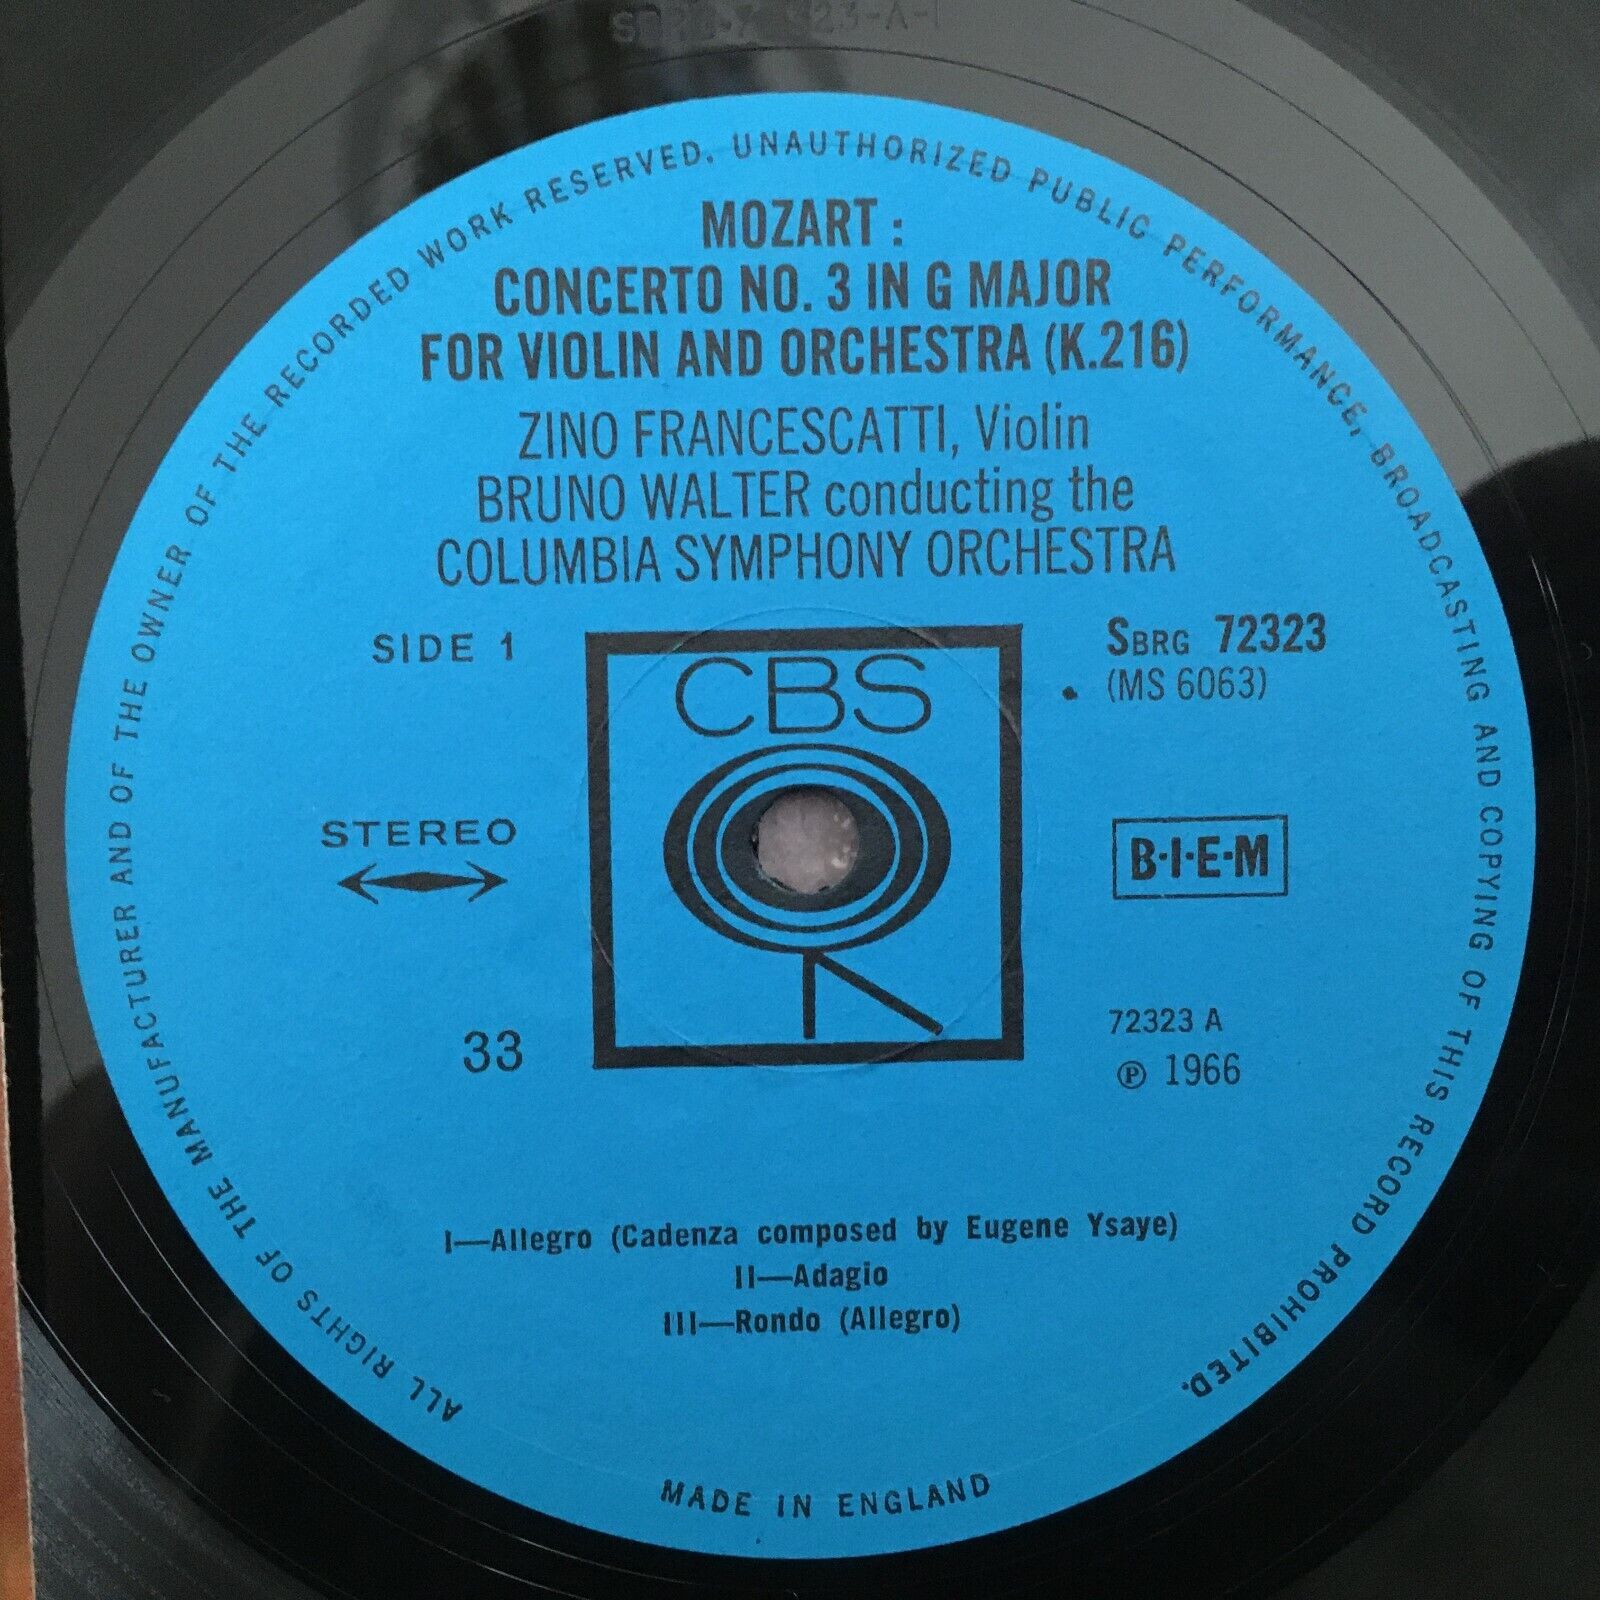 ALL RIGHTS OF THE MANUFACTURER AND OF THE OWNER OF THE RECORDED WORK RESERVED. UNAUTHORIZED PUBLIC PERFORMANCE, BROADCASTING AND COPYING OF THIS RECORD PROHIBITED.
MOZART :
CONCERTO NO. 3 IN G MAJOR
FOR VIOLIN AND ORCHESTRA (K.216)
ZINO FRANCESCATTI, Violin
BRUNO WALTER conducting the
COLUMBIA SYMPHONY ORCHESTRA
SIDE 1
CBS
SBRG 72323
(MS 6063)
STEREO
B·I·E·M
33
72323 A
℗ 1966
I—Allegro (Cadenza composed by Eugene Ysaye)
II—Adagio
III—Rondo (Allegro)
MADE IN ENGLAND